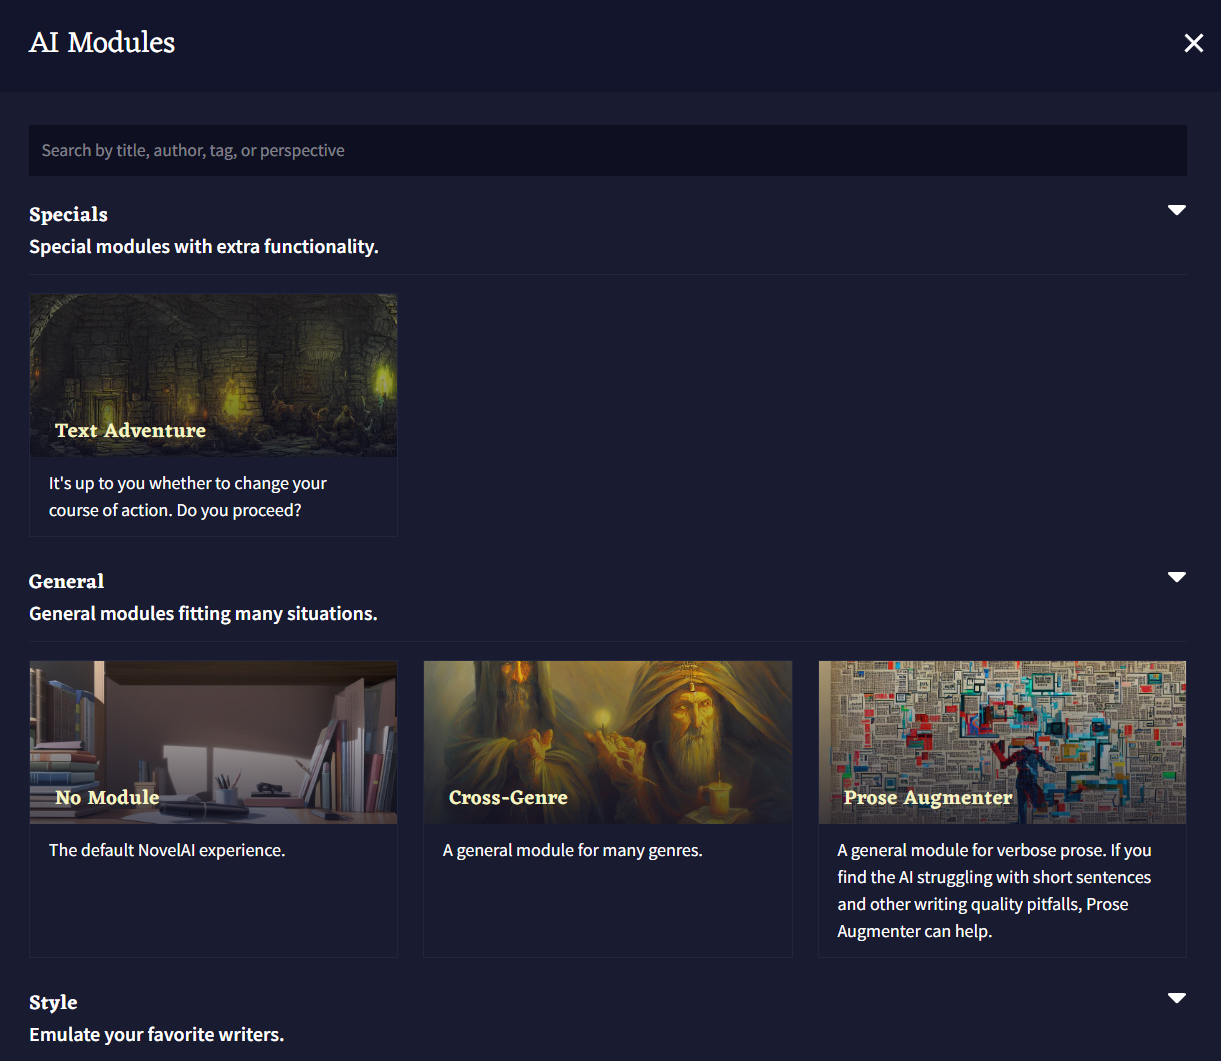 AI Modules
Search by title, author, tag, or perspective
Specials
Special modules with extra functionality.
Text Adventure
It's up to you whether to change your
course of action. Do you proceed?
General
General modules fitting many situations.
No Module
The default NovelAI experience.
Cross-Genre
A general module for many genres.
Prose Augmenter
A general module for verbose prose. If you
find the AI struggling with short sentences
and other writing quality pitfalls, Prose
Augmenter can help.
Style
Emulate your favorite writers.